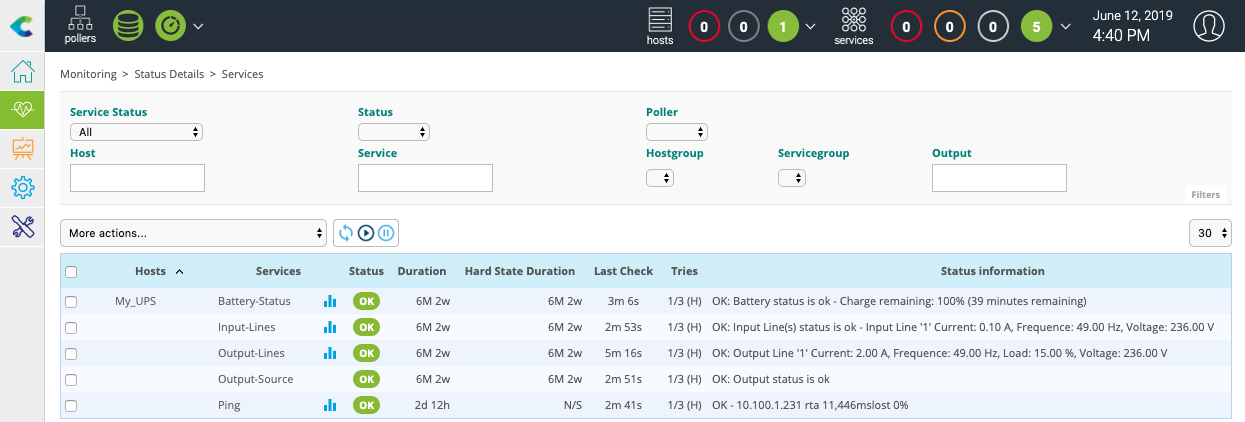 pollers
hosts 0 0 1
services 0 0 0 5
June 12, 2019
4:40 PM
Monitoring > Status Details > Services
Service Status Status Poller
All
Host Service Hostgroup Servicegroup Output
Filters
More actions... 30
Hosts Services Status Duration Hard State Duration Last Check Tries Status information
My_UPS Battery-Status OK 6M 2w 6M 2w 3m 6s 1/3 (H) OK: Battery status is ok - Charge remaining: 100% (39 minutes remaining)
Input-Lines OK 6M 2w 6M 2w 2m 53s 1/3 (H) OK: Input Line(s) status is ok - Input Line '1' Current: 0.10 A, Frequence: 49.00 Hz, Voltage: 236.00 V
Output-Lines OK 6M 2w 6M 2w 5m 16s 1/3 (H) OK: Output Line '1' Current: 2.00 A, Frequence: 49.00 Hz, Load: 15.00 %, Voltage: 236.00 V
Output-Source OK 6M 2w 6M 2w 2m 51s 1/3 (H) OK: Output status is ok
Ping OK 2d 12h N/S 2m 41s 1/3 (H) OK - 10.100.1.231 rta 11,446mslost 0%